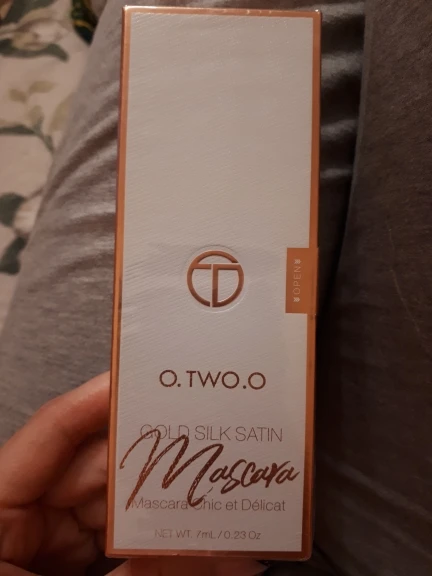 OPEN
O.TWO.O
GOLD SILK SATIN
Mascara
Mascara Chic et Délicat
NET WT. 7mL / 0.23 Oz